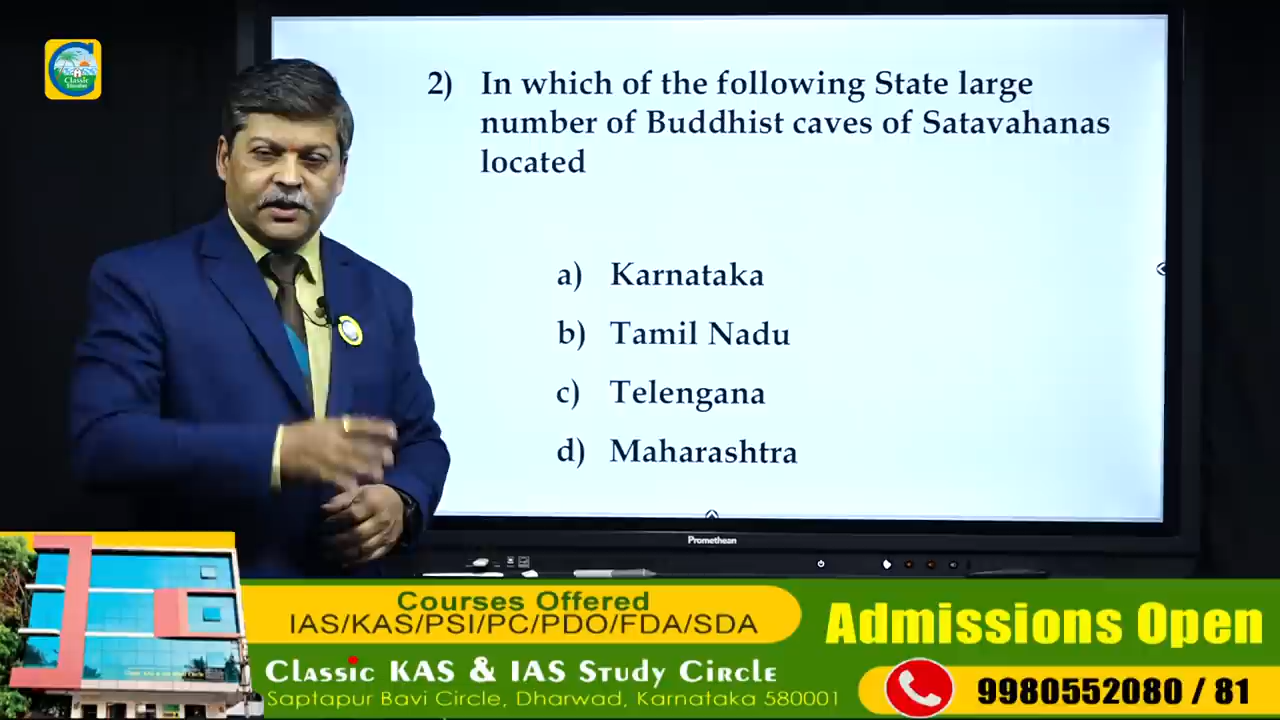 Classic
Education
2) In which of the following State large
number of Buddhist caves of Satavahanas
located
a) Karnataka
b) Tamil Nadu
c) Telengana
d) Maharashtra
Promethean
Courses Offered
IAS/KAS/PSI/PC/PDO/FDA/SDA
Admissions Open
Classic KAS & IAS Study Circle
Saptapur Bavi Circle, Dharwad, Karnataka 580001
9980552080 / 81